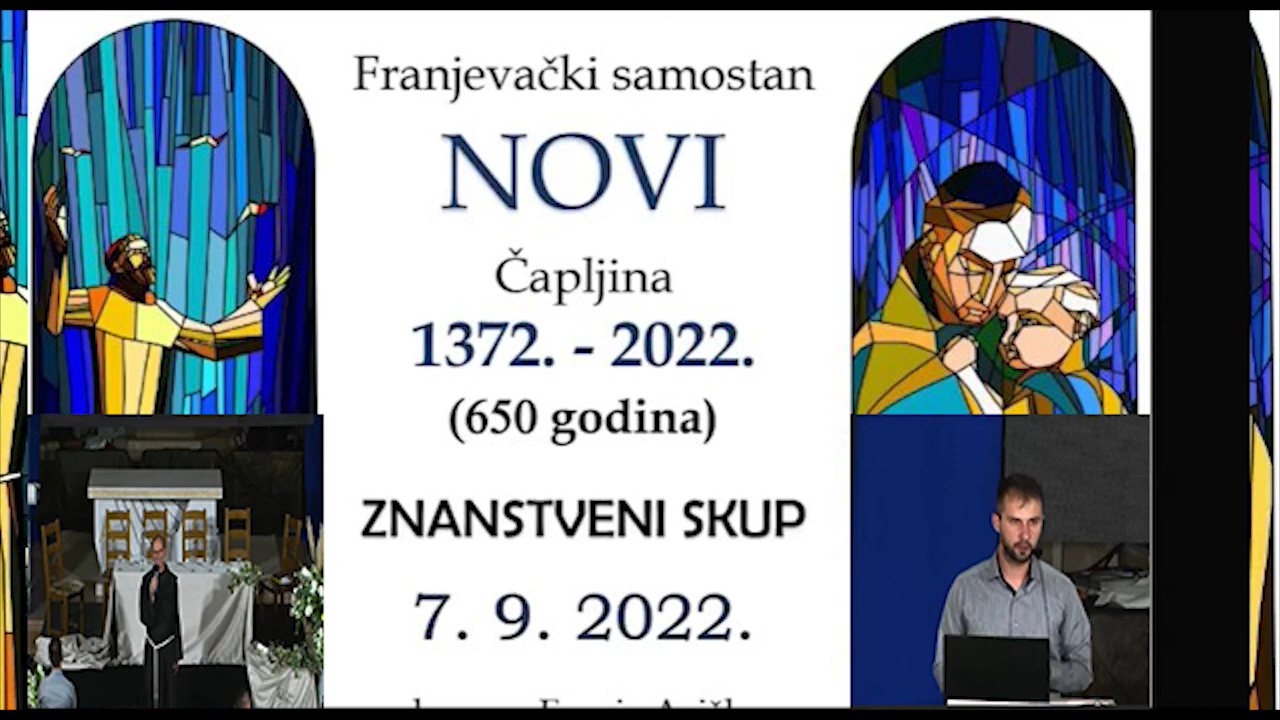 Franjevački samostan
NOVI
Čapljina
1372. - 2022.
(650 godina)
ZNANSTVENI SKUP
7. 9. 2022.